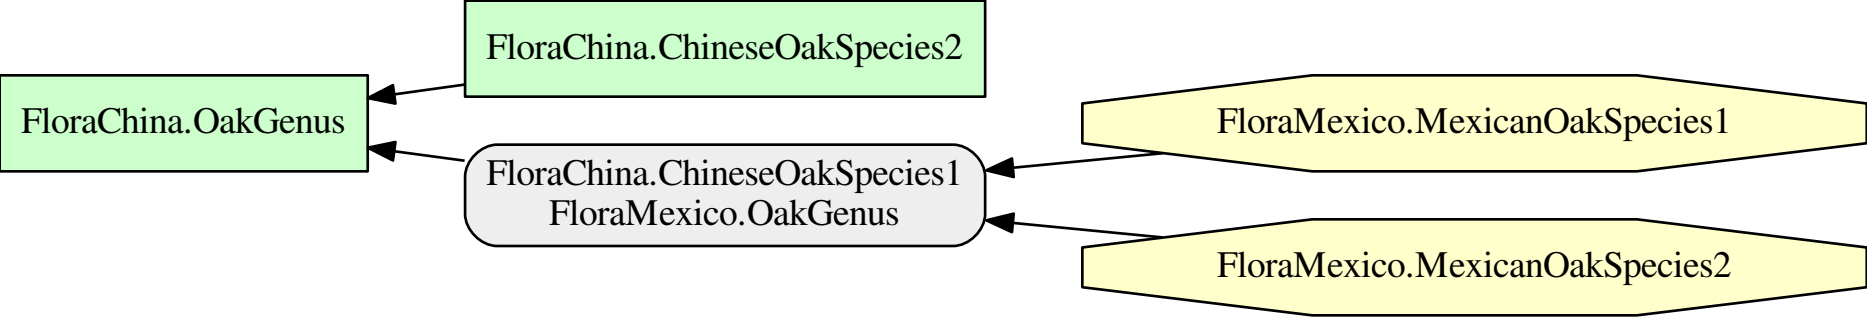 FloraChina.ChineseOakSpecies2
FloraChina.OakGenus
FloraChina.ChineseOakSpecies1
FloraMexico.OakGenus
FloraMexico.MexicanOakSpecies1
FloraMexico.MexicanOakSpecies2